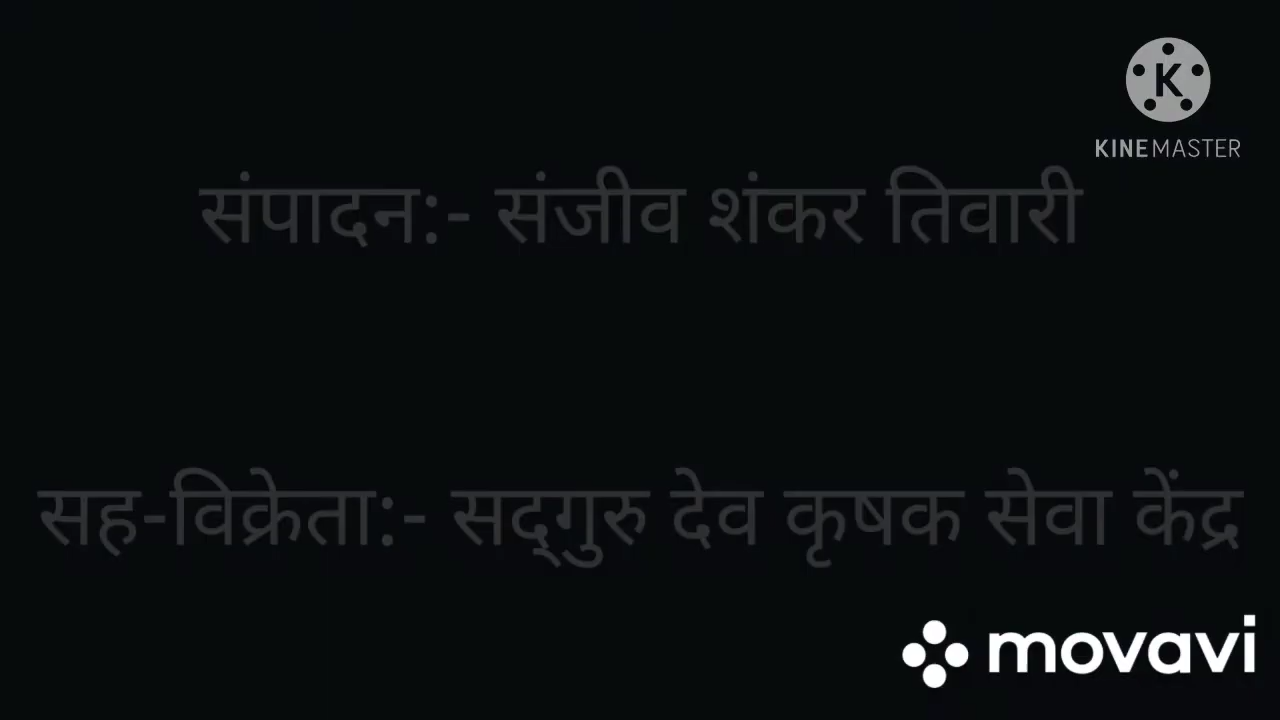 K
KINEMASTER
संपादन:- संजीव शंकर तिवारी
सह-विक्रेता:- सद्‌गुरु देव कृषक सेवा केंद्र
movavi